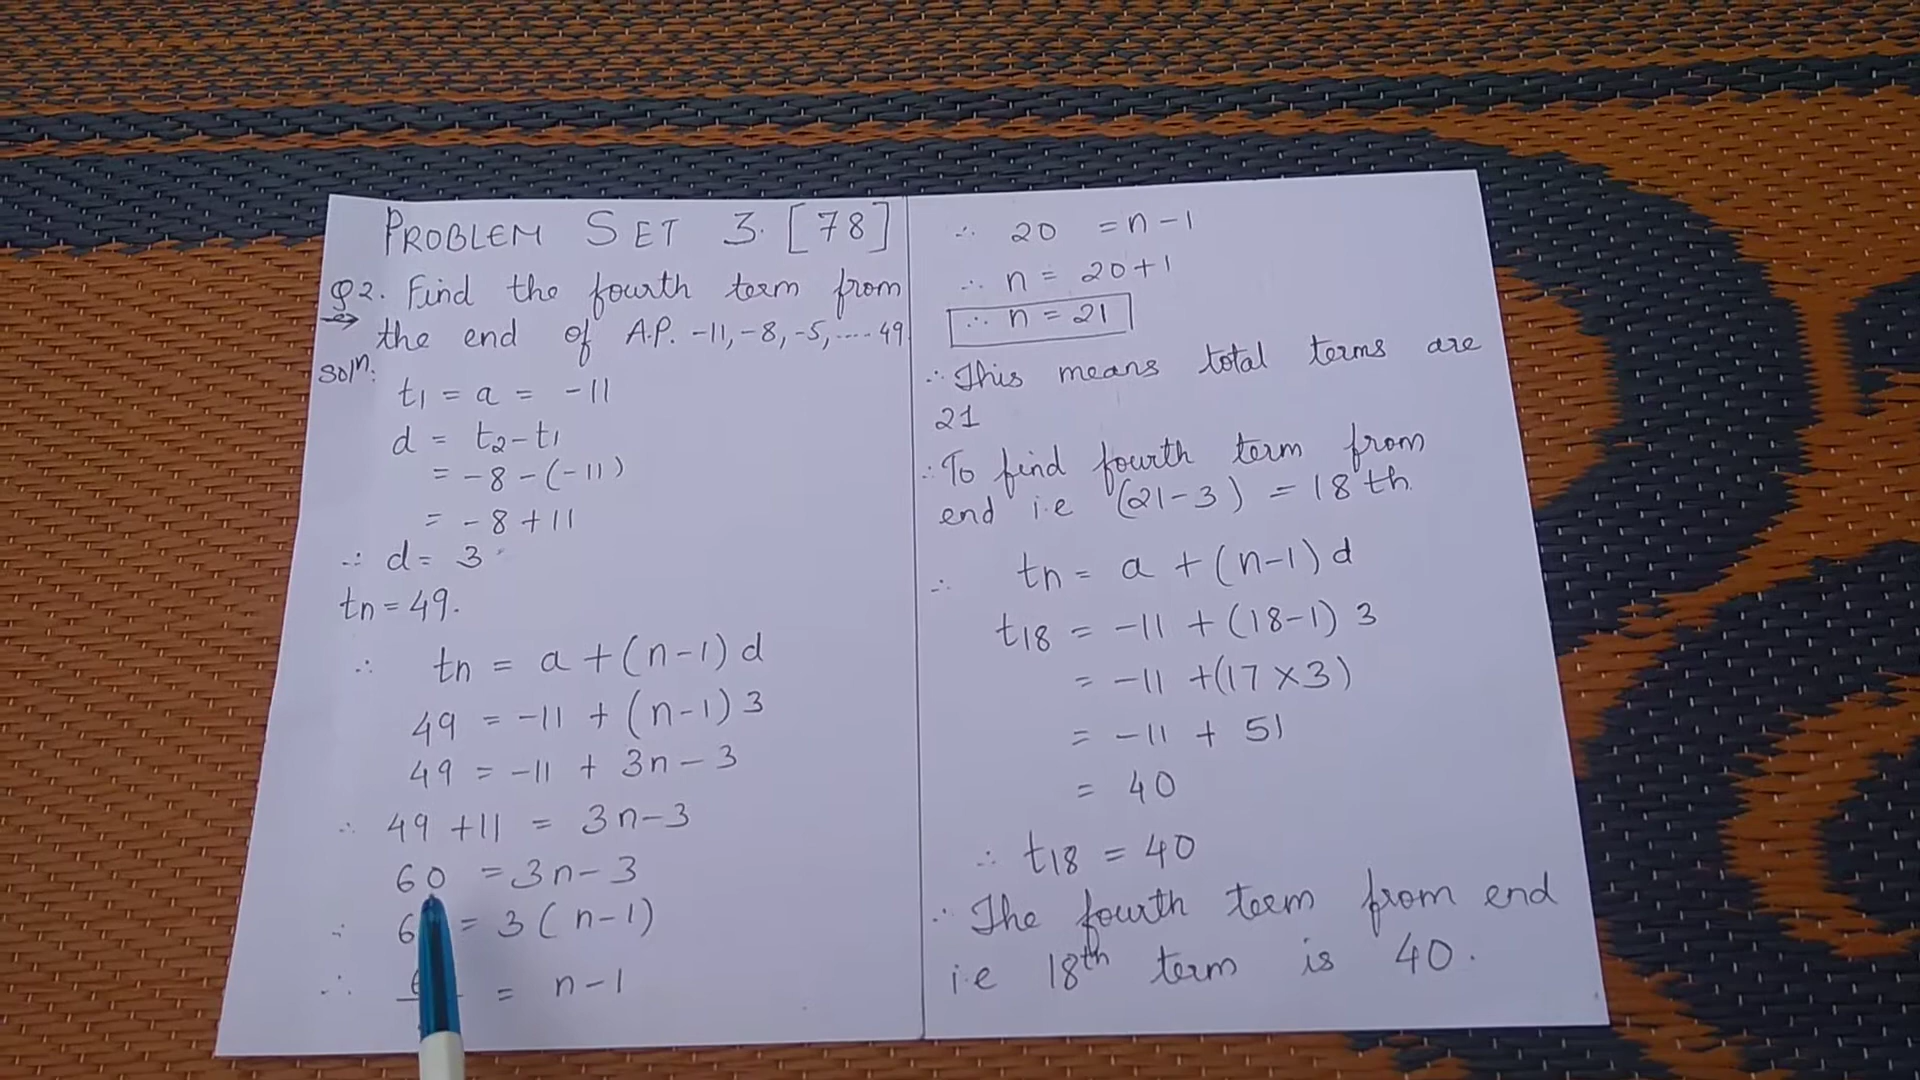 PROBLEM SET 3. [78]
Q2. Find the fourth term from
the end of A.P. -11, -8, -5, .... 49.
Solⁿ:
t₁ = a = -11
d = t₂ - t₁
= -8 - (-11)
= -8 + 11
∴ d = 3
tn = 49.
∴ tn = a + (n-1) d
49 = -11 + (n-1) 3
49 = -11 + 3n - 3
∴ 49 + 11 = 3n - 3
60 = 3n - 3
∴ 6 = 3 (n-1)
∴ = n - 1
∴ 20 = n - 1
∴ n = 20 + 1
∴ n = 21
∴ This means total terms are
21
∴ To find fourth term from
end i.e (21-3) = 18th.
∴ tn = a + (n-1) d
t18 = -11 + (18-1) 3
= -11 + (17 × 3)
= -11 + 51
= 40
∴ t18 = 40
∴ The fourth term from end
i.e 18th term is 40.